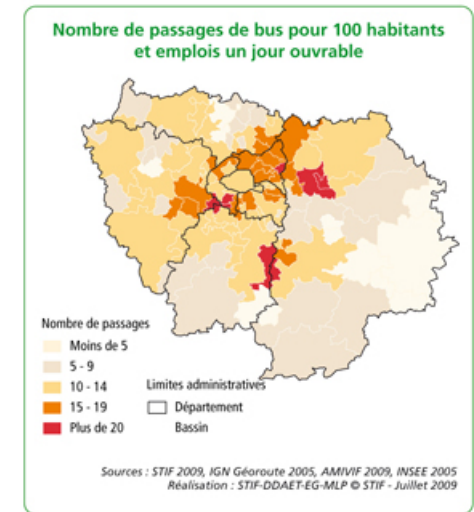 Nombre de passages de bus pour 100 habitants
et emplois un jour ouvrable
Nombre de passages
Moins de 5
5 - 9
10 - 14
15 - 19
Plus de 20
Limites administratives
Département
Bassin
Sources : STIF 2009, IGN Géoroute 2005, AMIVIF 2009, INSEE 2005
Réalisation : STIF-DDAET-EG-MLP © STIF - Juillet 2009